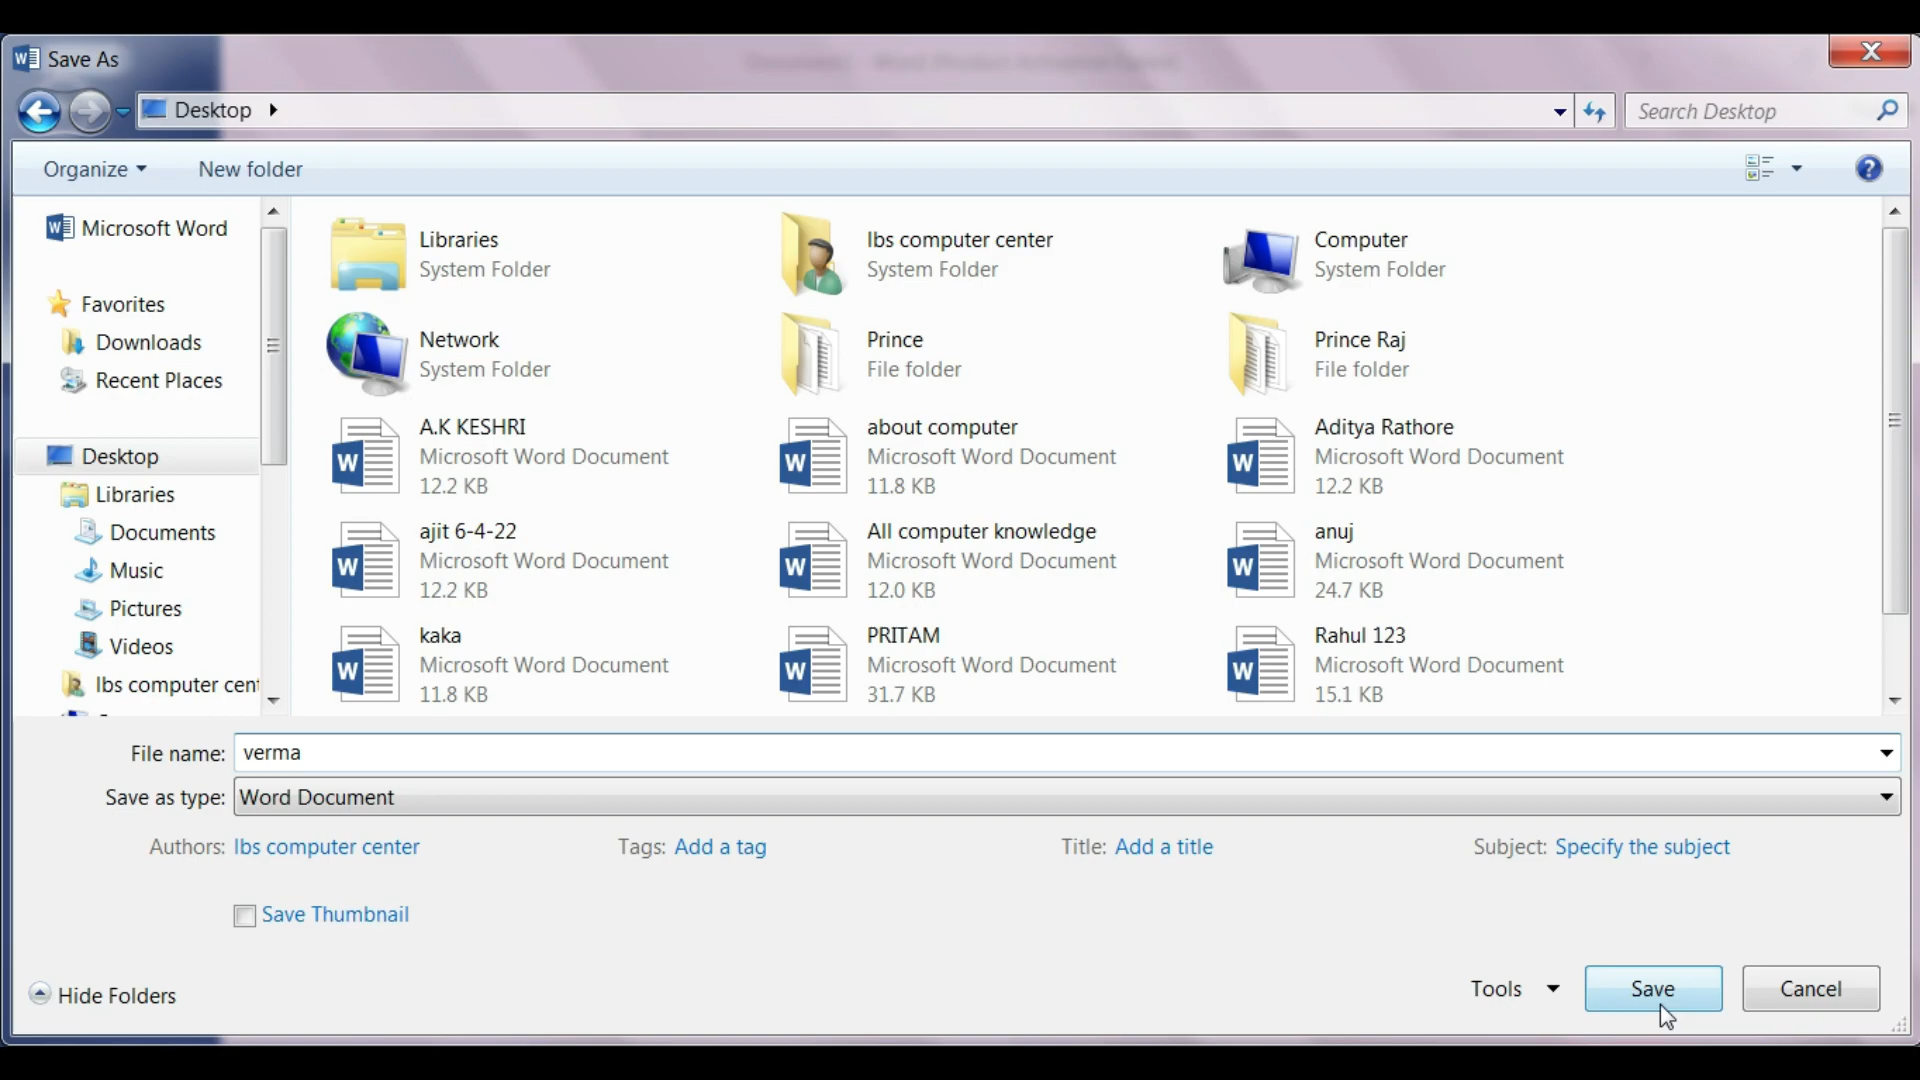 Save As
Desktop
Search Desktop
Organize
New folder
Microsoft Word
Favorites
Downloads
Recent Places
Desktop
Libraries
Documents
Music
Pictures
Videos
lbs computer cent
Libraries
System Folder
lbs computer center
System Folder
Computer
System Folder
Network
System Folder
Prince
File folder
Prince Raj
File folder
A.K KESHRI
Microsoft Word Document
12.2 KB
about computer
Microsoft Word Document
11.8 KB
Aditya Rathore
Microsoft Word Document
12.2 KB
ajit 6-4-22
Microsoft Word Document
12.2 KB
All computer knowledge
Microsoft Word Document
12.0 KB
anuj
Microsoft Word Document
24.7 KB
kaka
Microsoft Word Document
11.8 KB
PRITAM
Microsoft Word Document
31.7 KB
Rahul 123
Microsoft Word Document
15.1 KB
File name: verma
Save as type: Word Document
Authors: lbs computer center Tags: Add a tag Title: Add a title Subject: Specify the subject
Save Thumbnail
Hide Folders
Tools Save Cancel